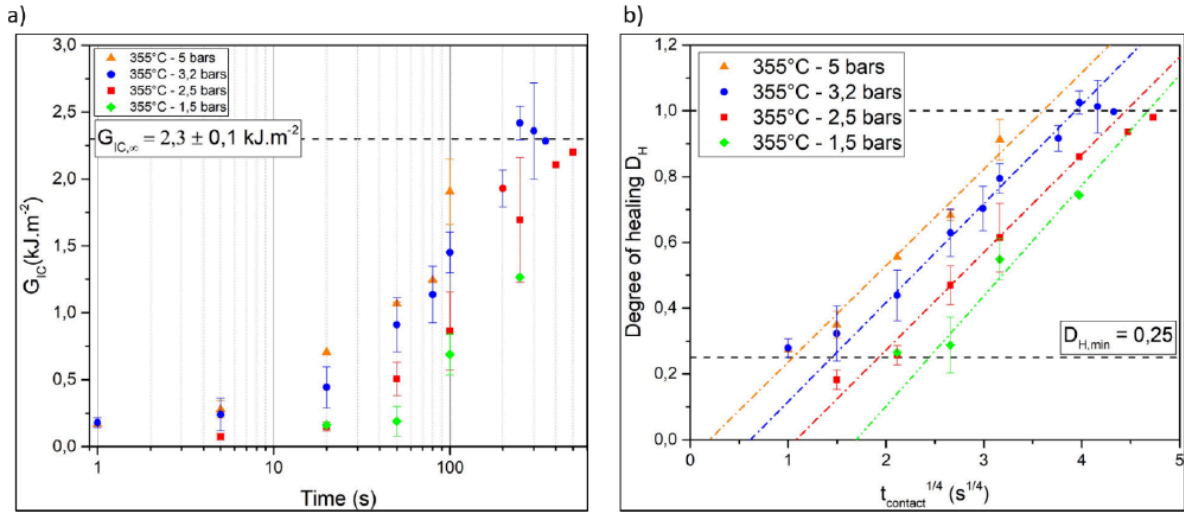 a)
3,0
2,5
2,0
1,5
1,0
0,5
0,0
G_IC(kJ.m⁻²)
355°C - 5 bars
355°C - 3,2 bars
355°C - 2,5 bars
355°C - 1,5 bars
G_IC,∞ = 2,3 ± 0,1 kJ.m⁻²
1
10
100
Time (s)
b)
1,2
1,0
0,8
0,6
0,4
0,2
0,0
Degree of healing D_H
355°C - 5 bars
355°C - 3,2 bars
355°C - 2,5 bars
355°C - 1,5 bars
D_H,min = 0,25
0
1
2
3
4
5
t_contact^1/4 (s^1/4)